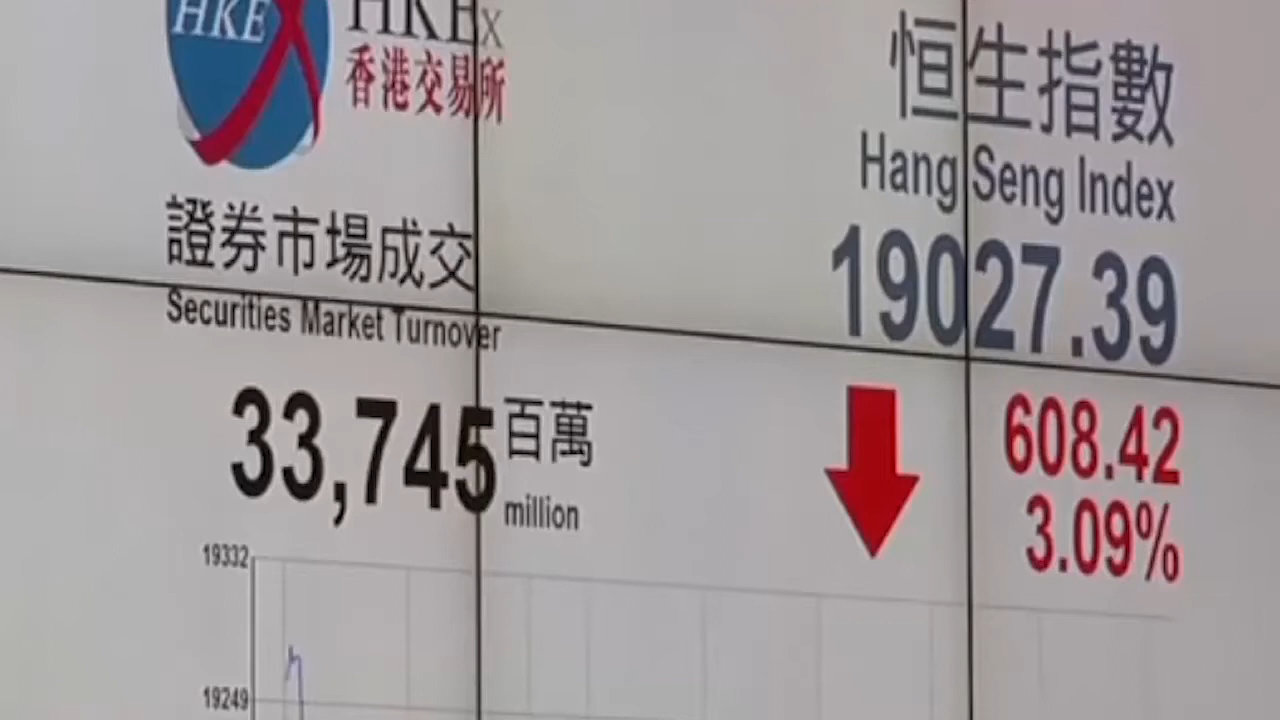 HKEx
HKEx
香港交易所
證券市場成交
Securities Market Turnover
33,745 百萬
million
19332
19249
恒生指數
Hang Seng Index
19027.39
608.42
3.09%